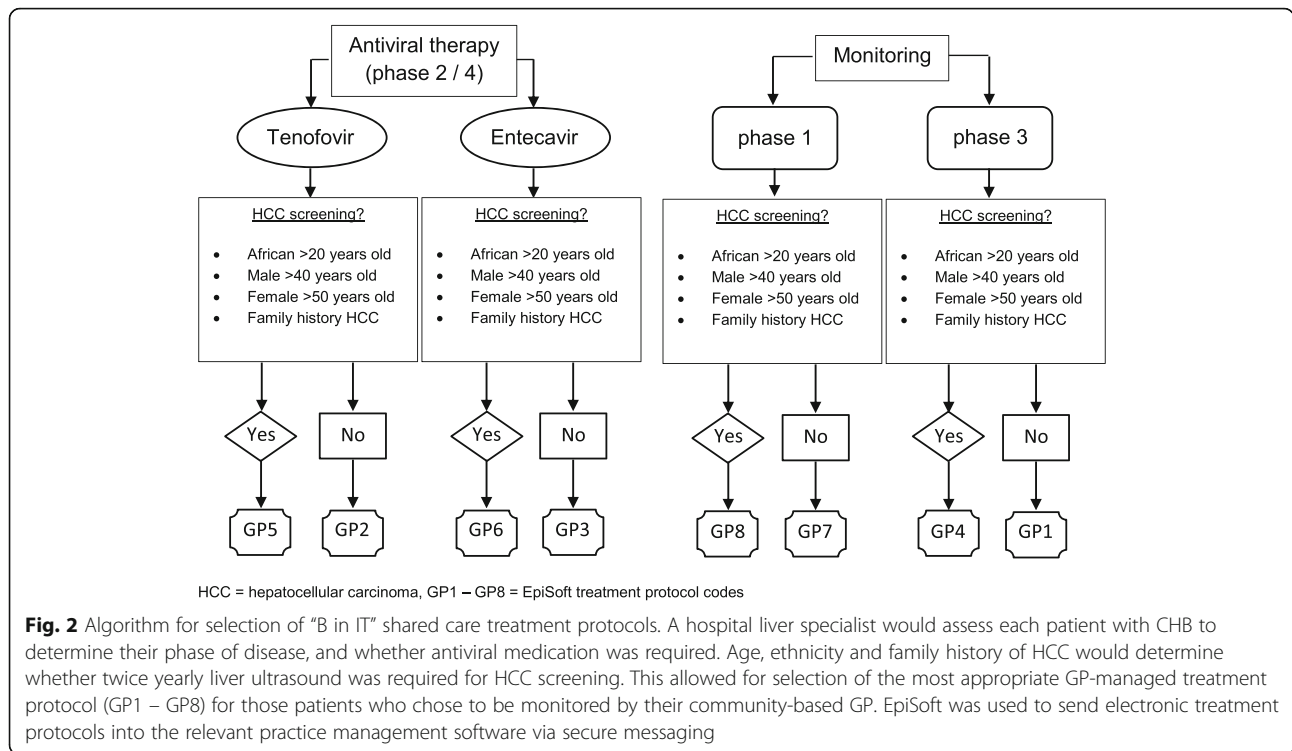 Antiviral therapy
(phase 2 / 4)
Tenofovir
Entecavir
HCC screening?
• African >20 years old
• Male >40 years old
• Female >50 years old
• Family history HCC
HCC screening?
• African >20 years old
• Male >40 years old
• Female >50 years old
• Family history HCC
Yes
No
Yes
No
GP5
GP2
GP6
GP3
Monitoring
phase 1
phase 3
HCC screening?
• African >20 years old
• Male >40 years old
• Female >50 years old
• Family history HCC
HCC screening?
• African >20 years old
• Male >40 years old
• Female >50 years old
• Family history HCC
Yes
No
Yes
No
GP8
GP7
GP4
GP1
HCC = hepatocellular carcinoma, GP1 – GP8 = EpiSoft treatment protocol codes
Fig. 2 Algorithm for selection of “B in IT” shared care treatment protocols. A hospital liver specialist would assess each patient with CHB to
determine their phase of disease, and whether antiviral medication was required. Age, ethnicity and family history of HCC would determine
whether twice yearly liver ultrasound was required for HCC screening. This allowed for selection of the most appropriate GP-managed treatment
protocol (GP1 – GP8) for those patients who chose to be monitored by their community-based GP. EpiSoft was used to send electronic treatment
protocols into the relevant practice management software via secure messaging